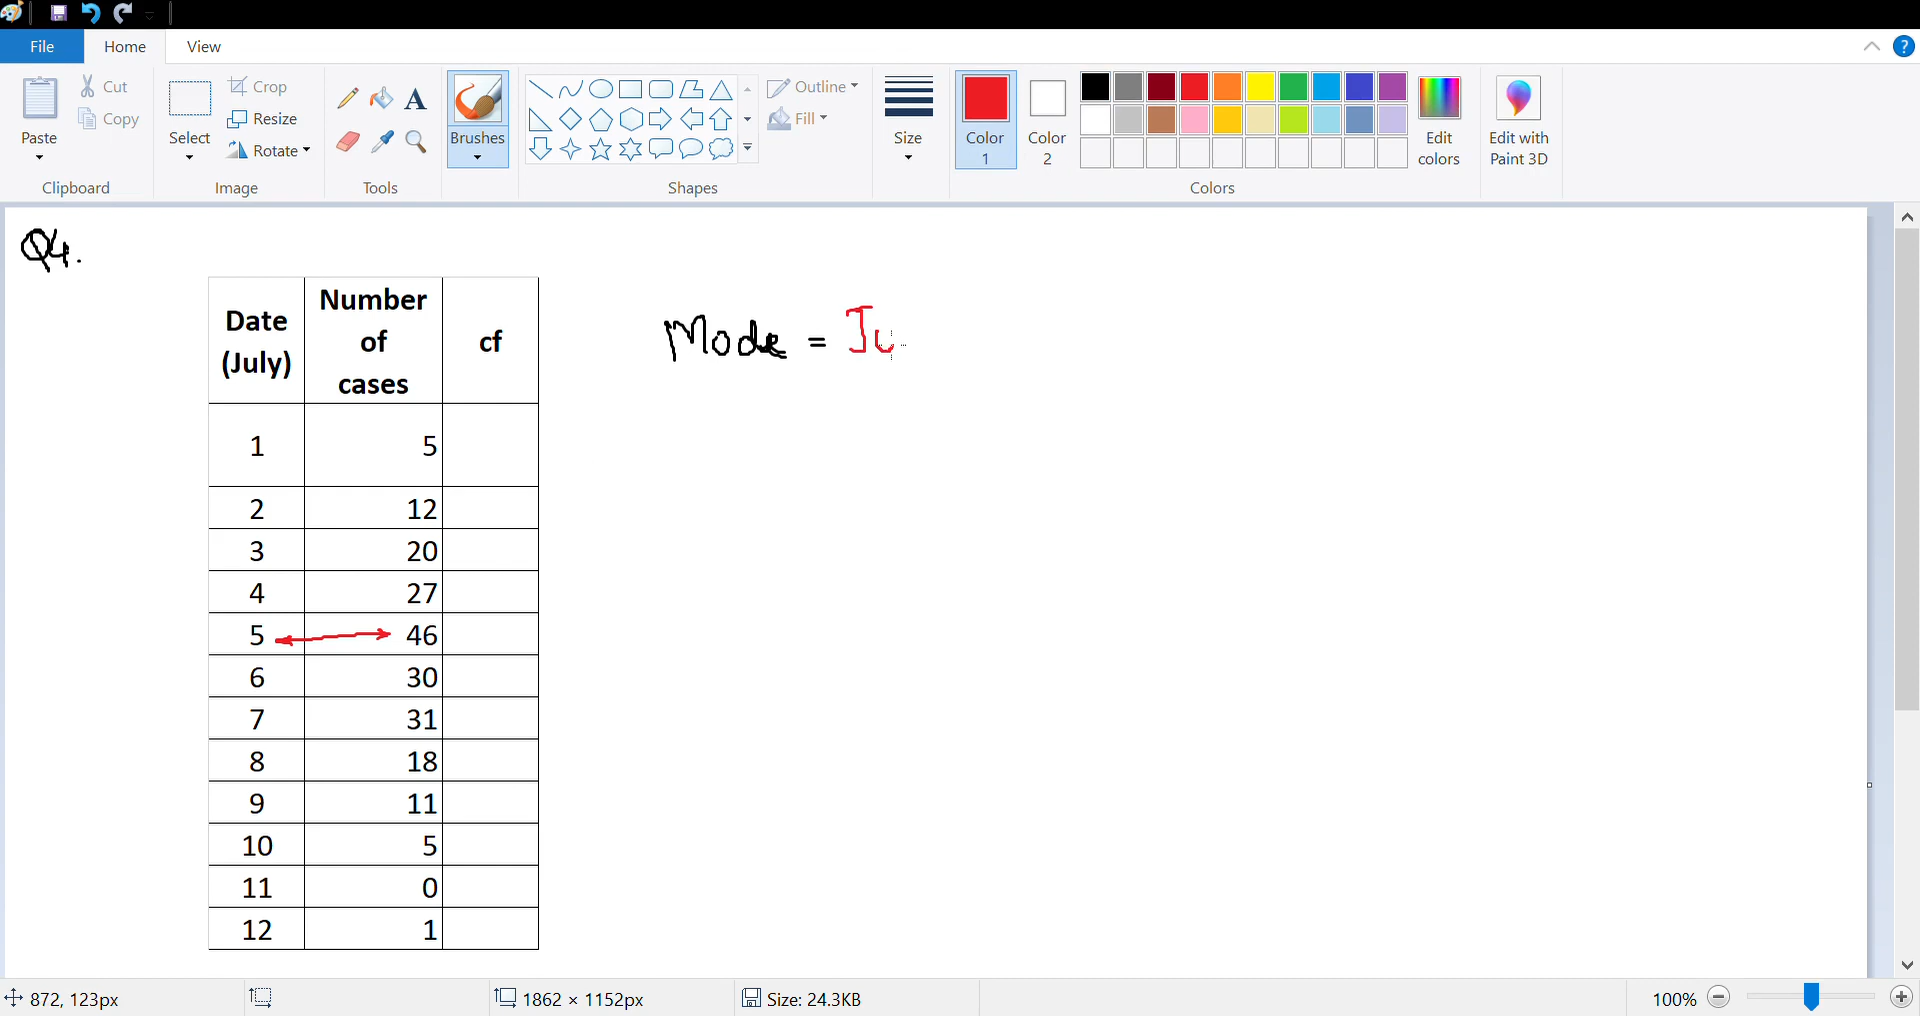 File Home View
Paste
Cut
Copy
Clipboard
Select
Crop
Resize
Rotate
Image
A
Tools
Brushes
Shapes
Outline
Fill
Size
Color 1
Color 2
Colors
Edit colors
Edit with Paint 3D
?
Q4.
Date (July) Number of cases cf
1 5
2 12
3 20
4 27
5 46
6 30
7 31
8 18
9 11
10 5
11 0
12 1
Mode = Ju
872, 123px 1862 × 1152px Size: 24.3KB 100%